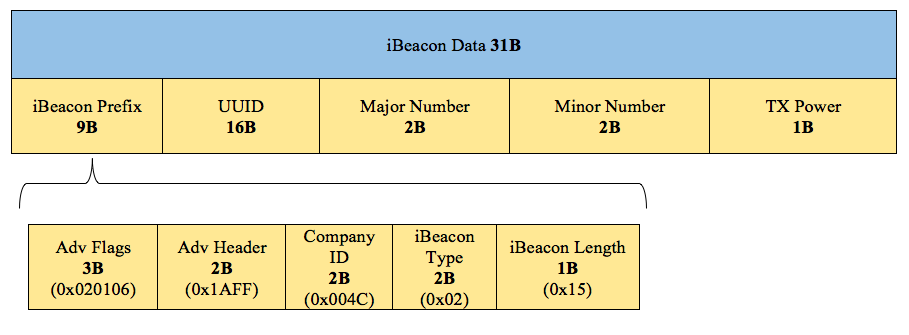 iBeacon Data 31B
iBeacon Prefix
9B
UUID
16B
Major Number
2B
Minor Number
2B
TX Power
1B
Adv Flags
3B
(0x020106)
Adv Header
2B
(0x1AFF)
Company
ID
2B
(0x004C)
iBeacon
Type
2B
(0x02)
iBeacon Length
1B
(0x15)